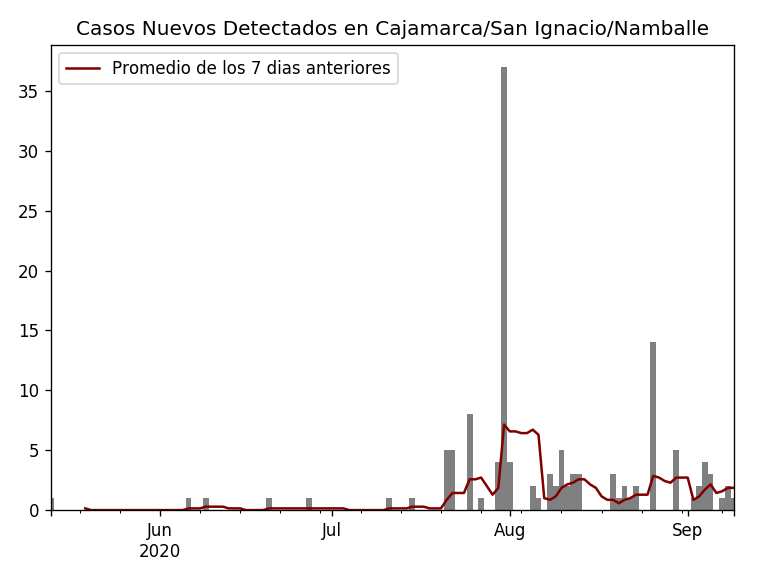 Casos Nuevos Detectados en Cajamarca/San Ignacio/Namballe
Promedio de los 7 dias anteriores
35
30
25
20
15
10
5
0
Jun
2020
Jul
Aug
Sep